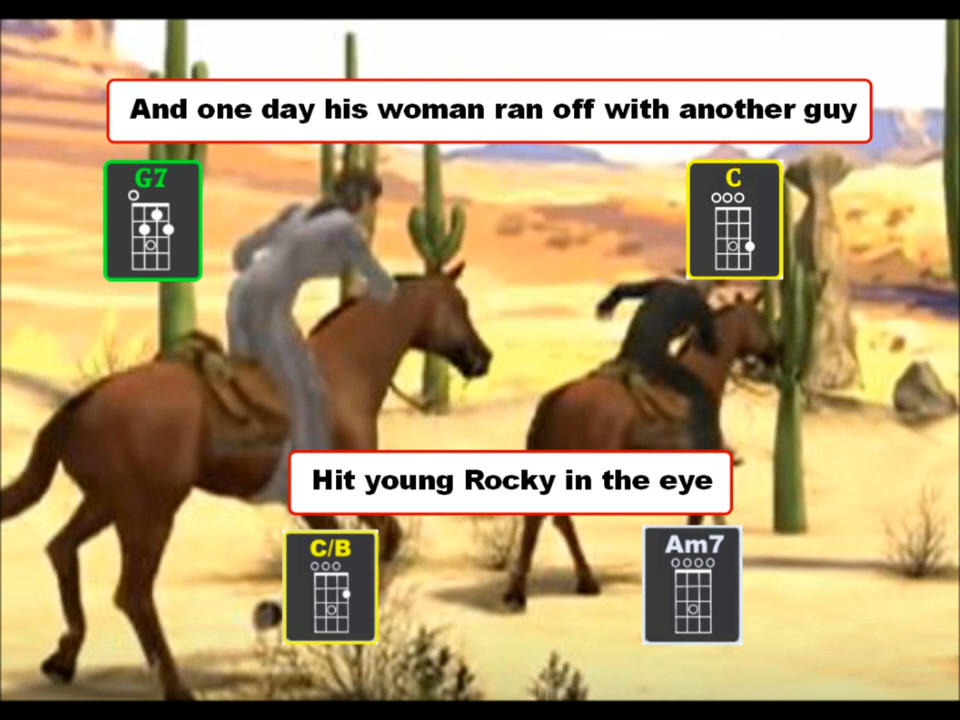 And one day his woman ran off with another guy
G7 C
Hit young Rocky in the eye
C/B Am7